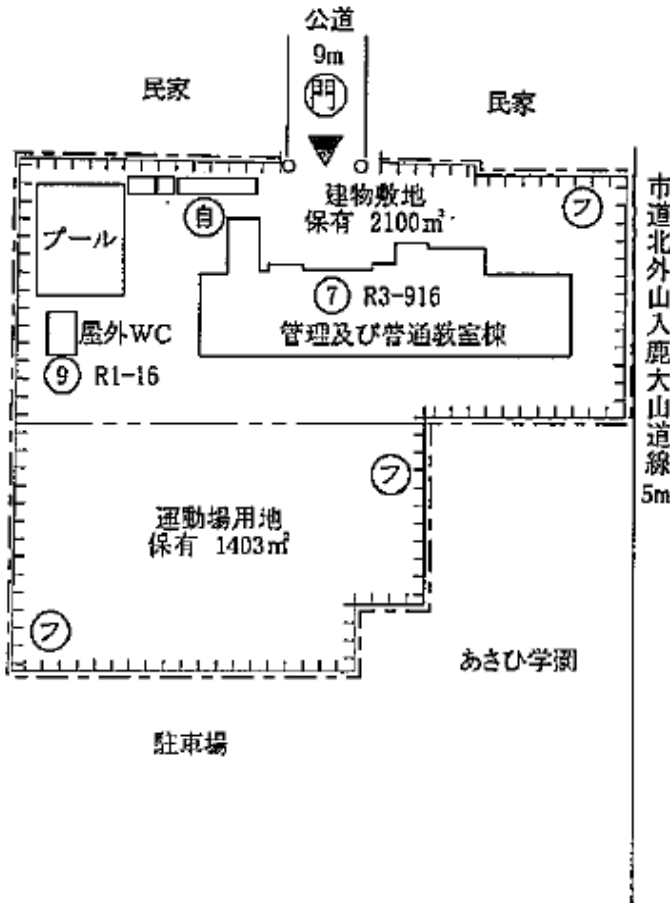 公道
9m
門
民家
民家
建物敷地
保有 2100㎡
フ
自
プール
⑦ R3-916
管理及び普通教室棟
屋外WC
⑨ R1-16
市道北外山入鹿大山道線
5m
フ
運動場用地
保有 1403㎡
フ
あさひ学園
駐車場